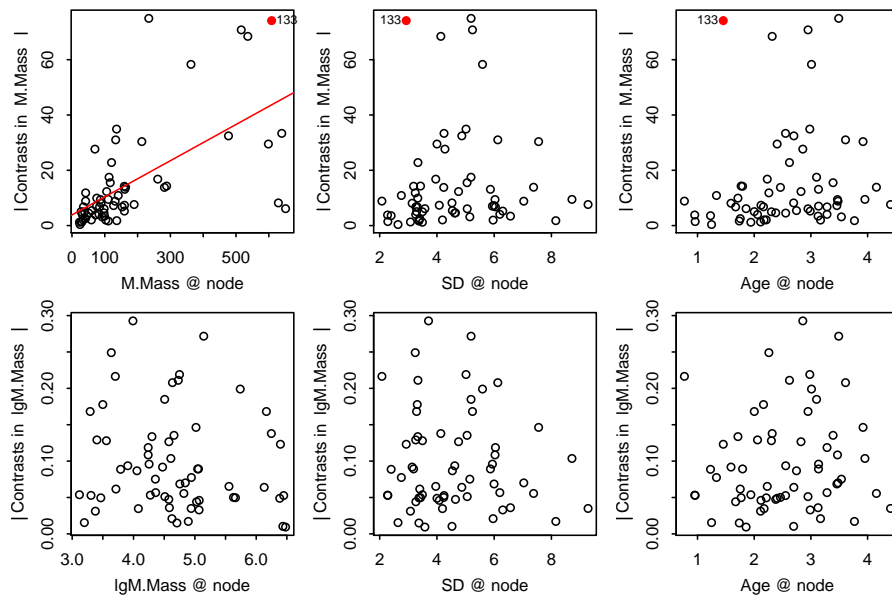 | Contrasts in M.Mass |
0 20 40 60
133
100 300 500
M.Mass @ node
| Contrasts in M.Mass |
0 20 40 60
133
2 4 6 8
SD @ node
| Contrasts in M.Mass |
0 20 40 60
133
1 2 3 4
Age @ node
| Contrasts in lgM.Mass |
0.00 0.10 0.20 0.30
3.0 4.0 5.0 6.0
lgM.Mass @ node
| Contrasts in lgM.Mass |
0.00 0.10 0.20 0.30
2 4 6 8
SD @ node
| Contrasts in lgM.Mass |
0.00 0.10 0.20 0.30
1 2 3 4
Age @ node